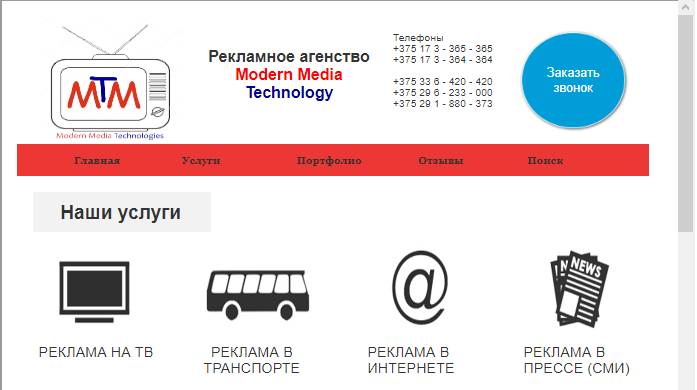 MTM
Modern Media Technologies
Рекламное агенство
Modern Media
Technology
Телефоны
+375 17 3 - 365 - 365
+375 17 3 - 364 - 364
+375 33 6 - 420 - 420
+375 29 6 - 233 - 000
+375 29 1 - 880 - 373
Заказать
звонок
Главная Услуги Портфолио Отзывы Поиск
Наши услуги
@
NEWS
РЕКЛАМА НА ТВ
РЕКЛАМА В
ТРАНСПОРТЕ
РЕКЛАМА В
ИНТЕРНЕТЕ
РЕКЛАМА В
ПРЕССЕ (СМИ)